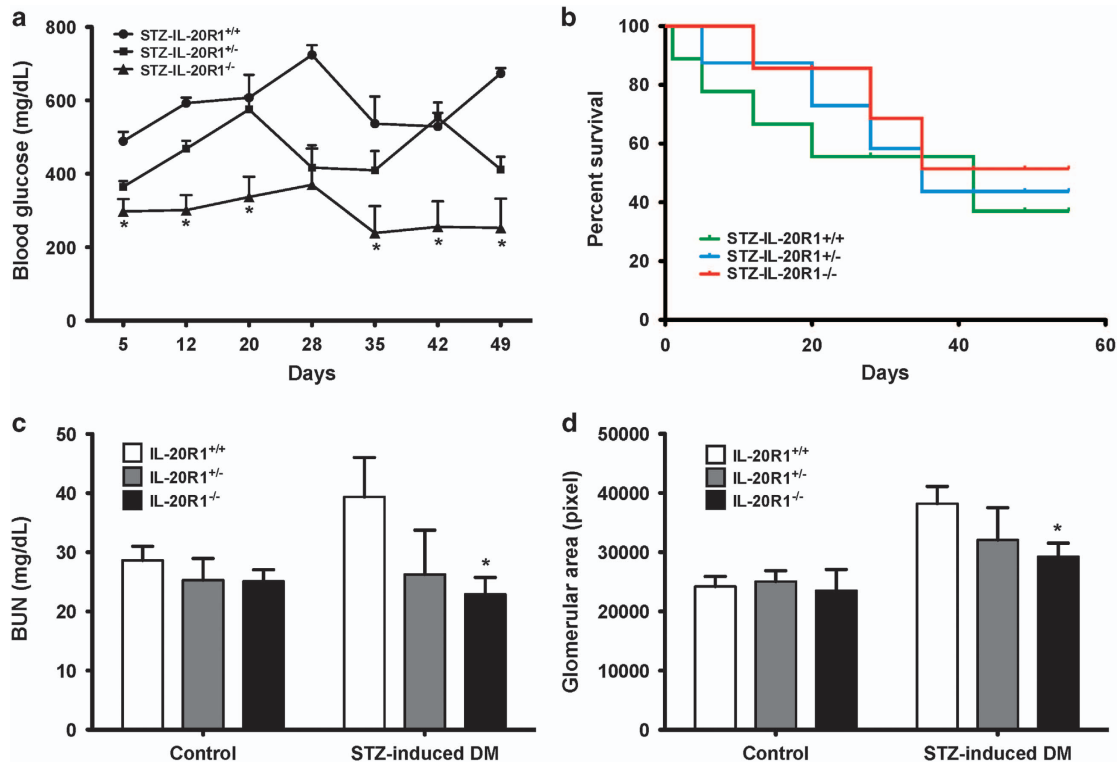 a
800
600
400
200
0
Blood glucose (mg/dL)
STZ-IL-20R1+/+
STZ-IL-20R1+/-
STZ-IL-20R1-/-
* * * * * *
5 12 20 28 35 42 49
Days
b
100
80
60
40
20
0
Percent survival
STZ-IL-20R1+/+
STZ-IL-20R1+/-
STZ-IL-20R1-/-
0 20 40 60
Days
c
50
40
30
20
10
0
BUN (mg/dL)
IL-20R1+/+
IL-20R1+/-
IL-20R1-/-
*
Control STZ-induced DM
d
50000
40000
30000
20000
10000
0
Glomerular area (pixel)
IL-20R1+/+
IL-20R1+/-
IL-20R1-/-
*
Control STZ-induced DM